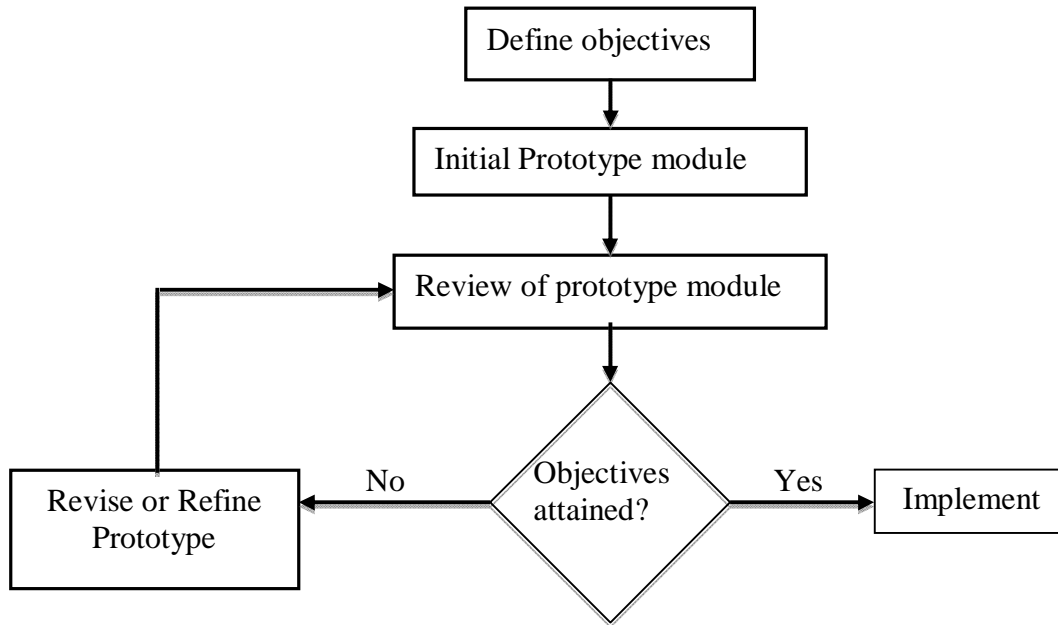 Define objectives
Initial Prototype module
Review of prototype module
Objectives
attained?
No
Yes
Revise or Refine
Prototype
Implement